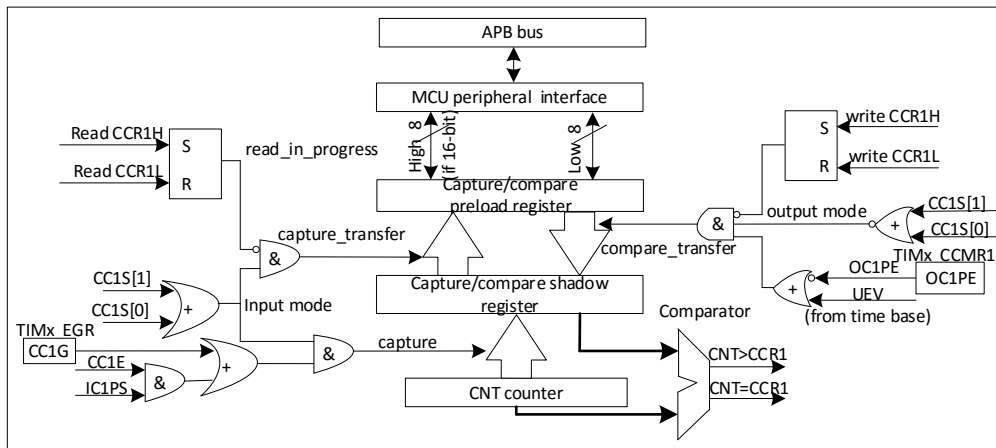 APB bus
MCU peripheral interface
Read CCR1H
S
Read CCR1L
R
read_in_progress
High 8
(if 16-bit)
Low 8
S
write CCR1H
R
write CCR1L
Capture/compare
preload register
output mode
CC1S[1]
+
CC1S[0]
&
capture_transfer
&
compare_transfer
TIMx_CCMR1
OC1PE
OC1PE
+
UEV
(from time base)
CC1S[1]
CC1S[0]
+
Input mode
Capture/compare shadow
register
Comparator
TIMx_EGR
CC1G
CC1E
IC1PS
&
+
&
capture
CNT>CCR1
CNT=CCR1
CNT counter